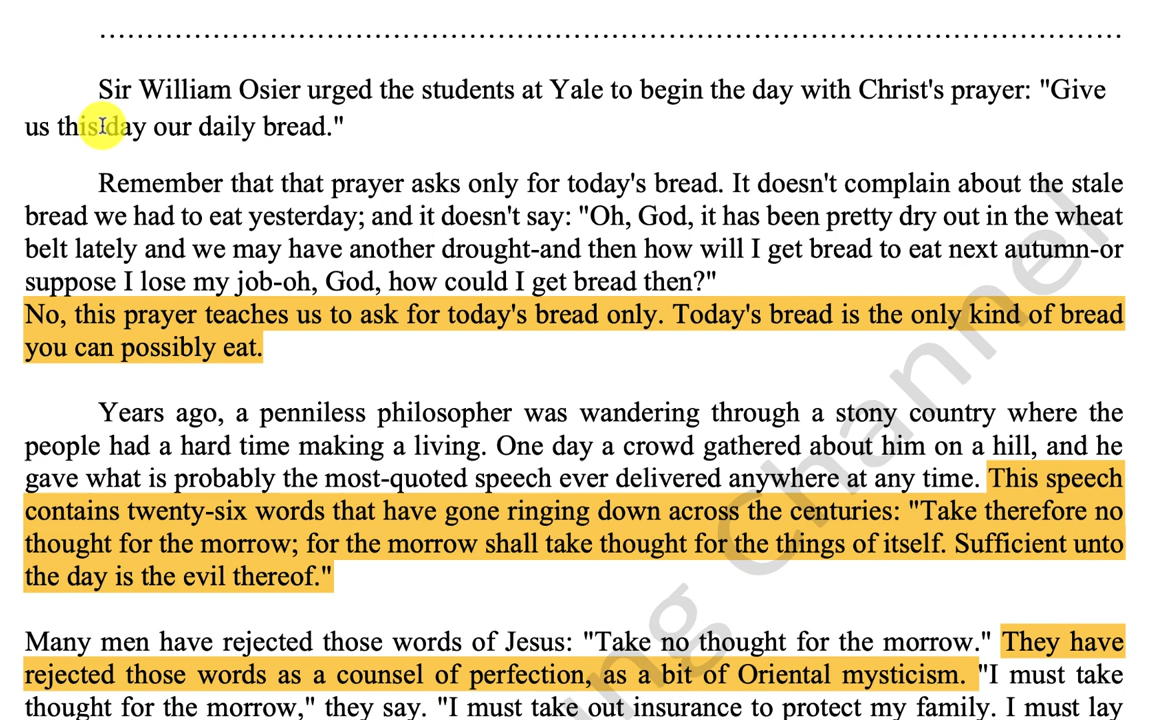 ........................................................................................................
Sir William Osier urged the students at Yale to begin the day with Christ's prayer: "Give
us this day our daily bread."
Remember that that prayer asks only for today's bread. It doesn't complain about the stale
bread we had to eat yesterday; and it doesn't say: "Oh, God, it has been pretty dry out in the wheat
belt lately and we may have another drought-and then how will I get bread to eat next autumn-or
suppose I lose my job-oh, God, how could I get bread then?"
No, this prayer teaches us to ask for today's bread only. Today's bread is the only kind of bread
you can possibly eat.
Years ago, a penniless philosopher was wandering through a stony country where the
people had a hard time making a living. One day a crowd gathered about him on a hill, and he
gave what is probably the most-quoted speech ever delivered anywhere at any time. This speech
contains twenty-six words that have gone ringing down across the centuries: "Take therefore no
thought for the morrow; for the morrow shall take thought for the things of itself. Sufficient unto
the day is the evil thereof."
Many men have rejected those words of Jesus: "Take no thought for the morrow." They have
rejected those words as a counsel of perfection, as a bit of Oriental mysticism. "I must take
thought for the morrow," they say. "I must take out insurance to protect my family. I must lay
Channel